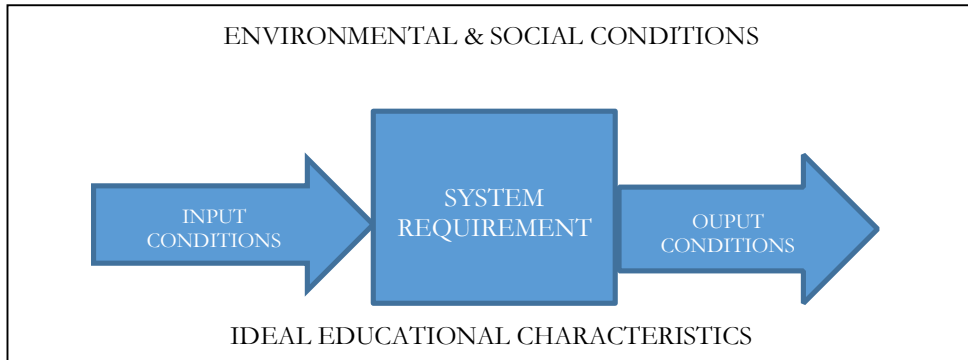 ENVIRONMENTAL & SOCIAL CONDITIONS
INPUT
CONDITIONS
SYSTEM
REQUIREMENT
OUPUT
CONDITIONS
IDEAL EDUCATIONAL CHARACTERISTICS